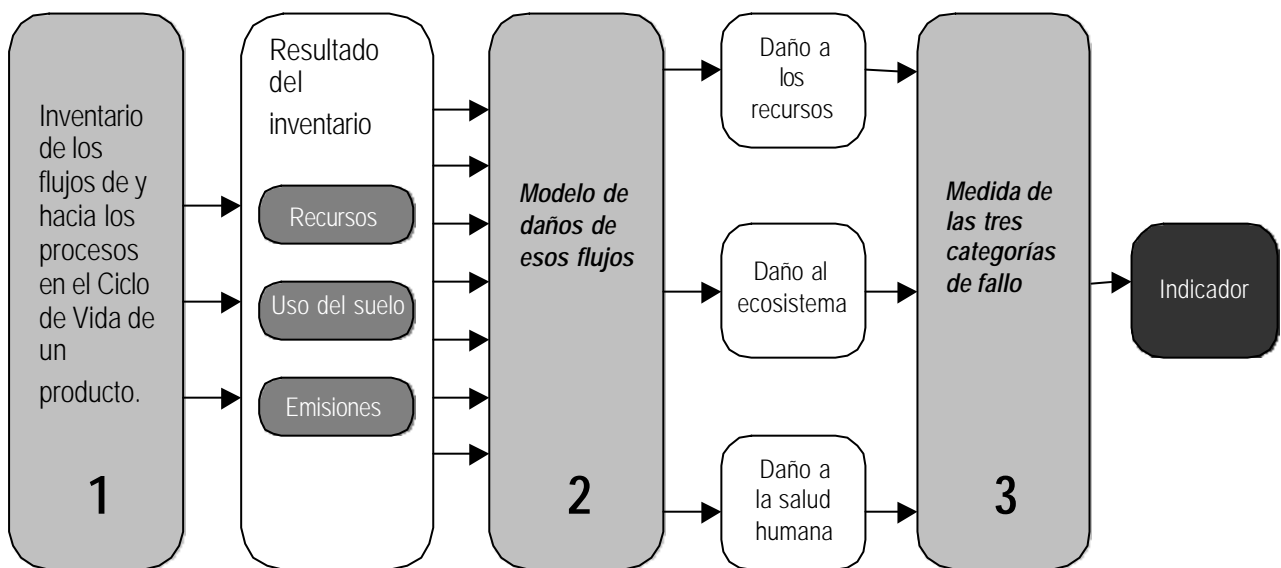 Inventario
de los
flujos de y
hacia los
procesos
en el Ciclo
de Vida de
un
producto.
1
Resultado
del
inventario
Recursos
Uso del suelo
Emisiones
Modelo de
daños de
esos flujos
2
Daño a
los
recursos
Daño al
ecosistema
Daño a
la salud
humana
Medida de
las tres
categorías
de fallo
3
Indicador